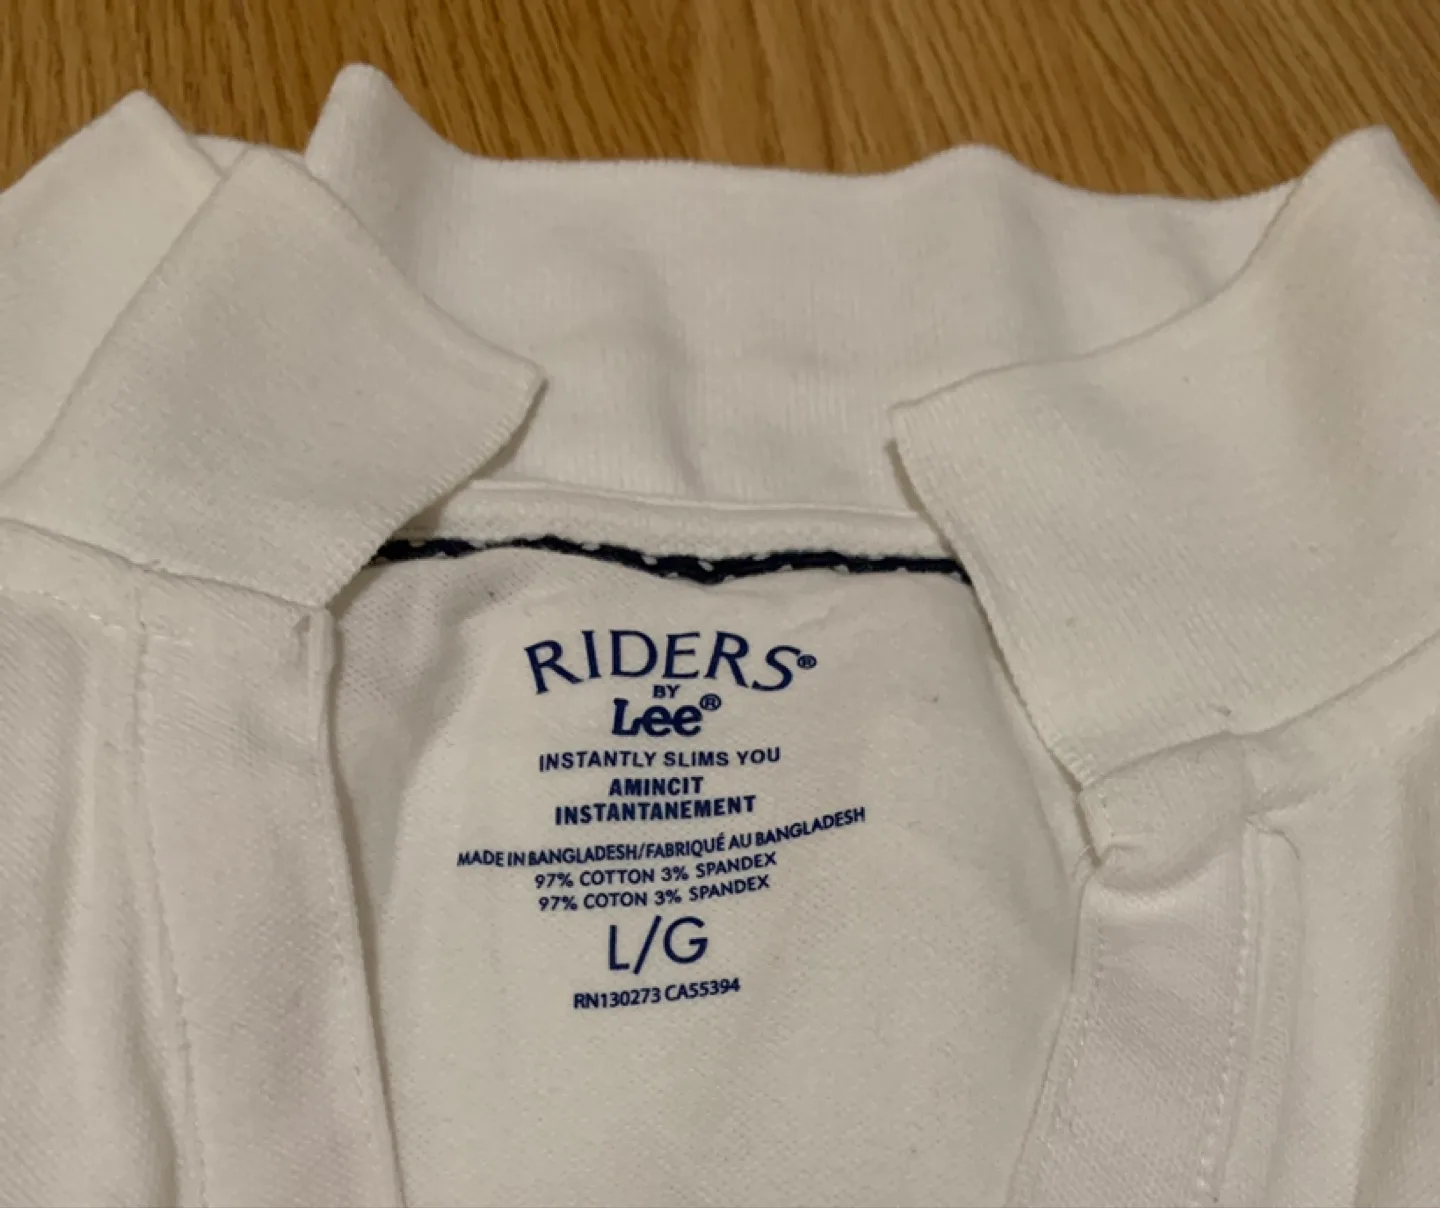 RIDERS®
BY
Lee®
INSTANTLY SLIMS YOU
AMINCIT
INSTANTANEMENT
MADE IN BANGLADESH/FABRIQUÉ AU BANGLADESH
97% COTTON 3% SPANDEX
97% COTON 3% SPANDEX
L/G
RN130273 CA55394